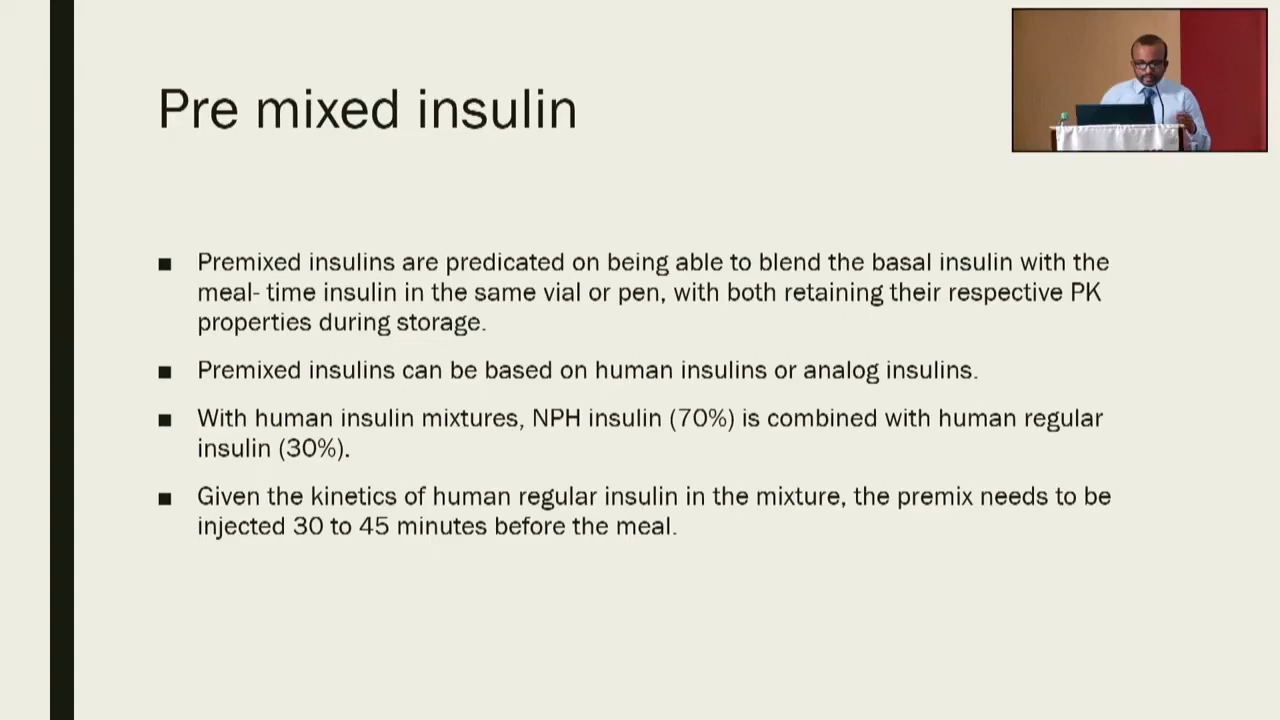 Pre mixed insulin
Premixed insulins are predicated on being able to blend the basal insulin with the
meal- time insulin in the same vial or pen, with both retaining their respective PK
properties during storage.
Premixed insulins can be based on human insulins or analog insulins.
With human insulin mixtures, NPH insulin (70%) is combined with human regular
insulin (30%).
Given the kinetics of human regular insulin in the mixture, the premix needs to be
injected 30 to 45 minutes before the meal.